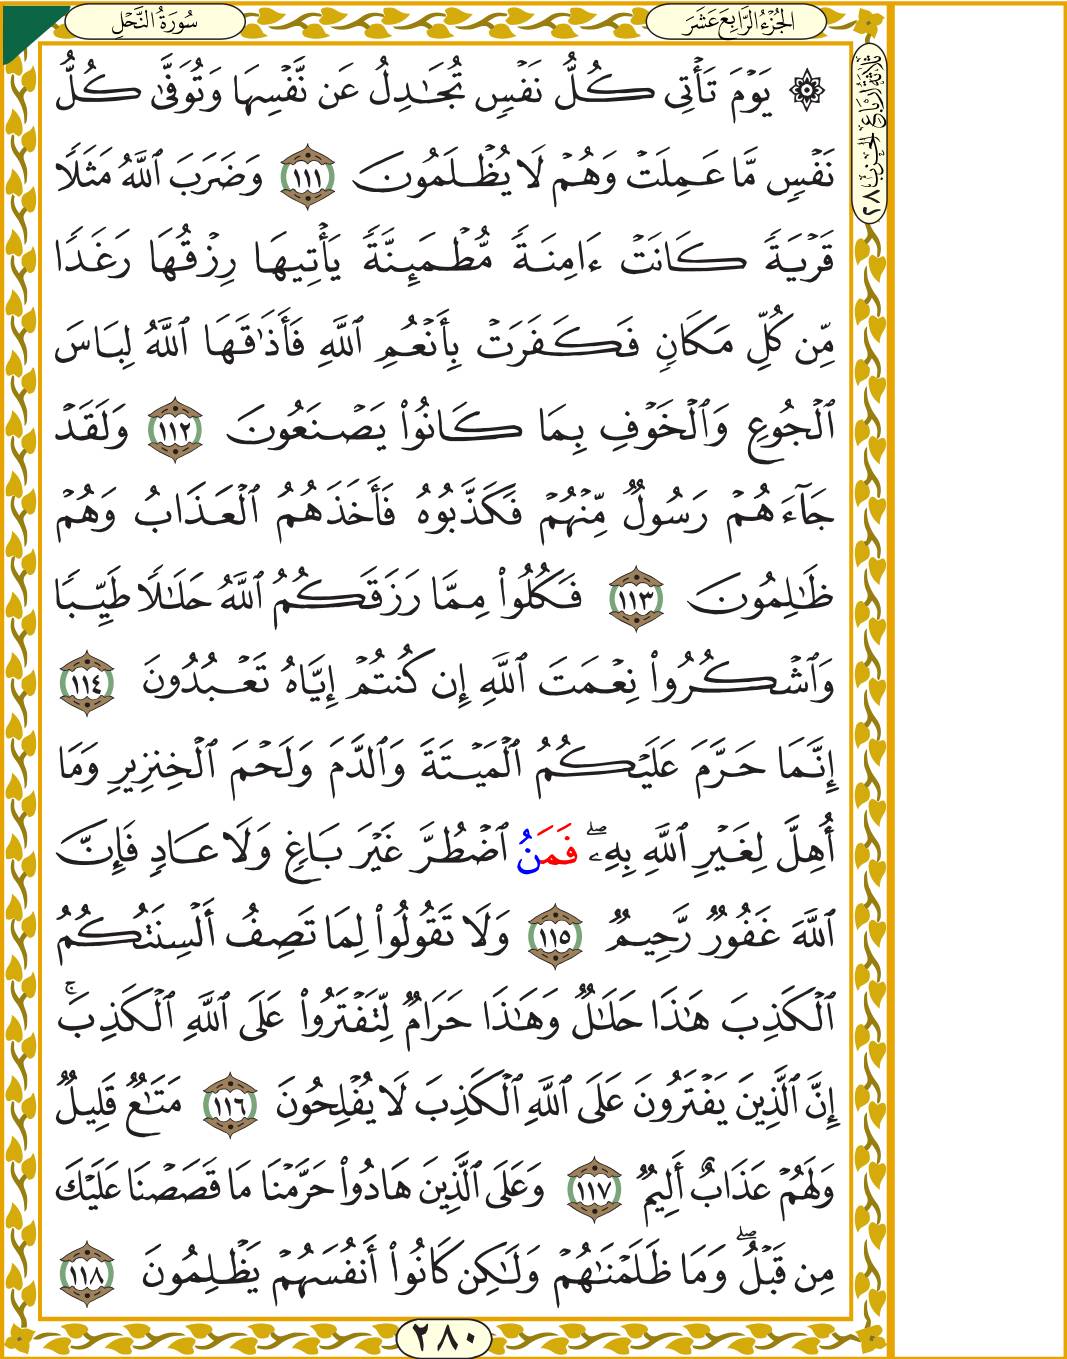 سُورَةُ النَّحْلِ
الجُزْءُ الرَّابِعَ عَشَرَ
ثَلَاثَةُ أَرْبَاعِ الحِزْبِ ٢٨
۞ يَوۡمَ تَأۡتِي كُلُّ نَفۡسٖ تُجَٰدِلُ عَن نَّفۡسِهَا وَتُوَفَّىٰ كُلُّ
نَفۡسٖ مَّا عَمِلَتۡ وَهُمۡ لَا يُظۡلَمُونَ ١١١ وَضَرَبَ ٱللَّهُ مَثَلٗا
قَرۡيَةٗ كَانَتۡ ءَامِنَةٗ مُّطۡمَئِنَّةٗ يَأۡتِيهَا رِزۡقُهَا رَغَدٗا
مِّن كُلِّ مَكَانٖ فَكَفَرَتۡ بِأَنۡعُمِ ٱللَّهِ فَأَذَٰقَهَا ٱللَّهُ لِبَاسَ
ٱلۡجُوعِ وَٱلۡخَوۡفِ بِمَا كَانُواْ يَصۡنَعُونَ ١١٢ وَلَقَدۡ
جَآءَهُمۡ رَسُولٞ مِّنۡهُمۡ فَكَذَّبُوهُ فَأَخَذَهُمُ ٱلۡعَذَابُ وَهُمۡ
ظَٰلِمُونَ ١١٣ فَكُلُواْ مِمَّا رَزَقَكُمُ ٱللَّهُ حَلَٰلٗا طَيِّبٗا
وَٱشۡكُرُواْ نِعۡمَتَ ٱللَّهِ إِن كُنتُمۡ إِيَّاهُ تَعۡبُدُونَ ١١٤
إِنَّمَا حَرَّمَ عَلَيۡكُمُ ٱلۡمَيۡتَةَ وَٱلدَّمَ وَلَحۡمَ ٱلۡخِنزِيرِ وَمَا
أُهِلَّ لِغَيۡرِ ٱللَّهِ بِهِۦۖ فَمَنُ ٱضۡطُرَّ غَيۡرَ بَاغٖ وَلَا عَادٖ فَإِنَّ
ٱللَّهَ غَفُورٞ رَّحِيمٞ ١١٥ وَلَا تَقُولُواْ لِمَا تَصِفُ أَلۡسِنَتُكُمُ
ٱلۡكَذِبَ هَٰذَا حَلَٰلٞ وَهَٰذَا حَرَامٞ لِّتَفۡتَرُواْ عَلَى ٱللَّهِ ٱلۡكَذِبَۚ
إِنَّ ٱلَّذِينَ يَفۡتَرُونَ عَلَى ٱللَّهِ ٱلۡكَذِبَ لَا يُفۡلِحُونَ ١١٦ مَتَٰعٞ قَلِيلٞ
وَلَهُمۡ عَذَابٌ أَلِيمٞ ١١٧ وَعَلَى ٱلَّذِينَ هَادُواْ حَرَّمۡنَا مَا قَصَصۡنَا عَلَيۡكَ
مِن قَبۡلُۖ وَمَا ظَلَمۡنَٰهُمۡ وَلَٰكِن كَانُوٓاْ أَنفُسَهُمۡ يَظۡلِمُونَ ١١٨
٢٨٠